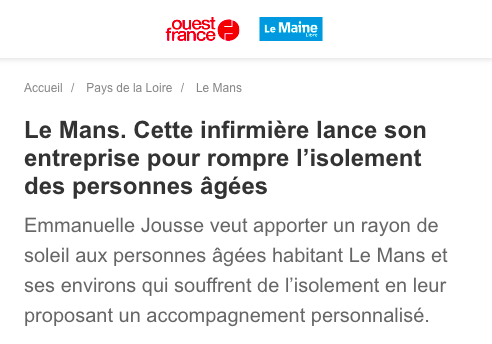 ouest france Le Maine Libre
Accueil / Pays de la Loire / Le Mans
Le Mans. Cette infirmière lance son
entreprise pour rompre l’isolement
des personnes âgées
Emmanuelle Jousse veut apporter un rayon de
soleil aux personnes âgées habitant Le Mans et
ses environs qui souffrent de l’isolement en leur
proposant un accompagnement personnalisé.